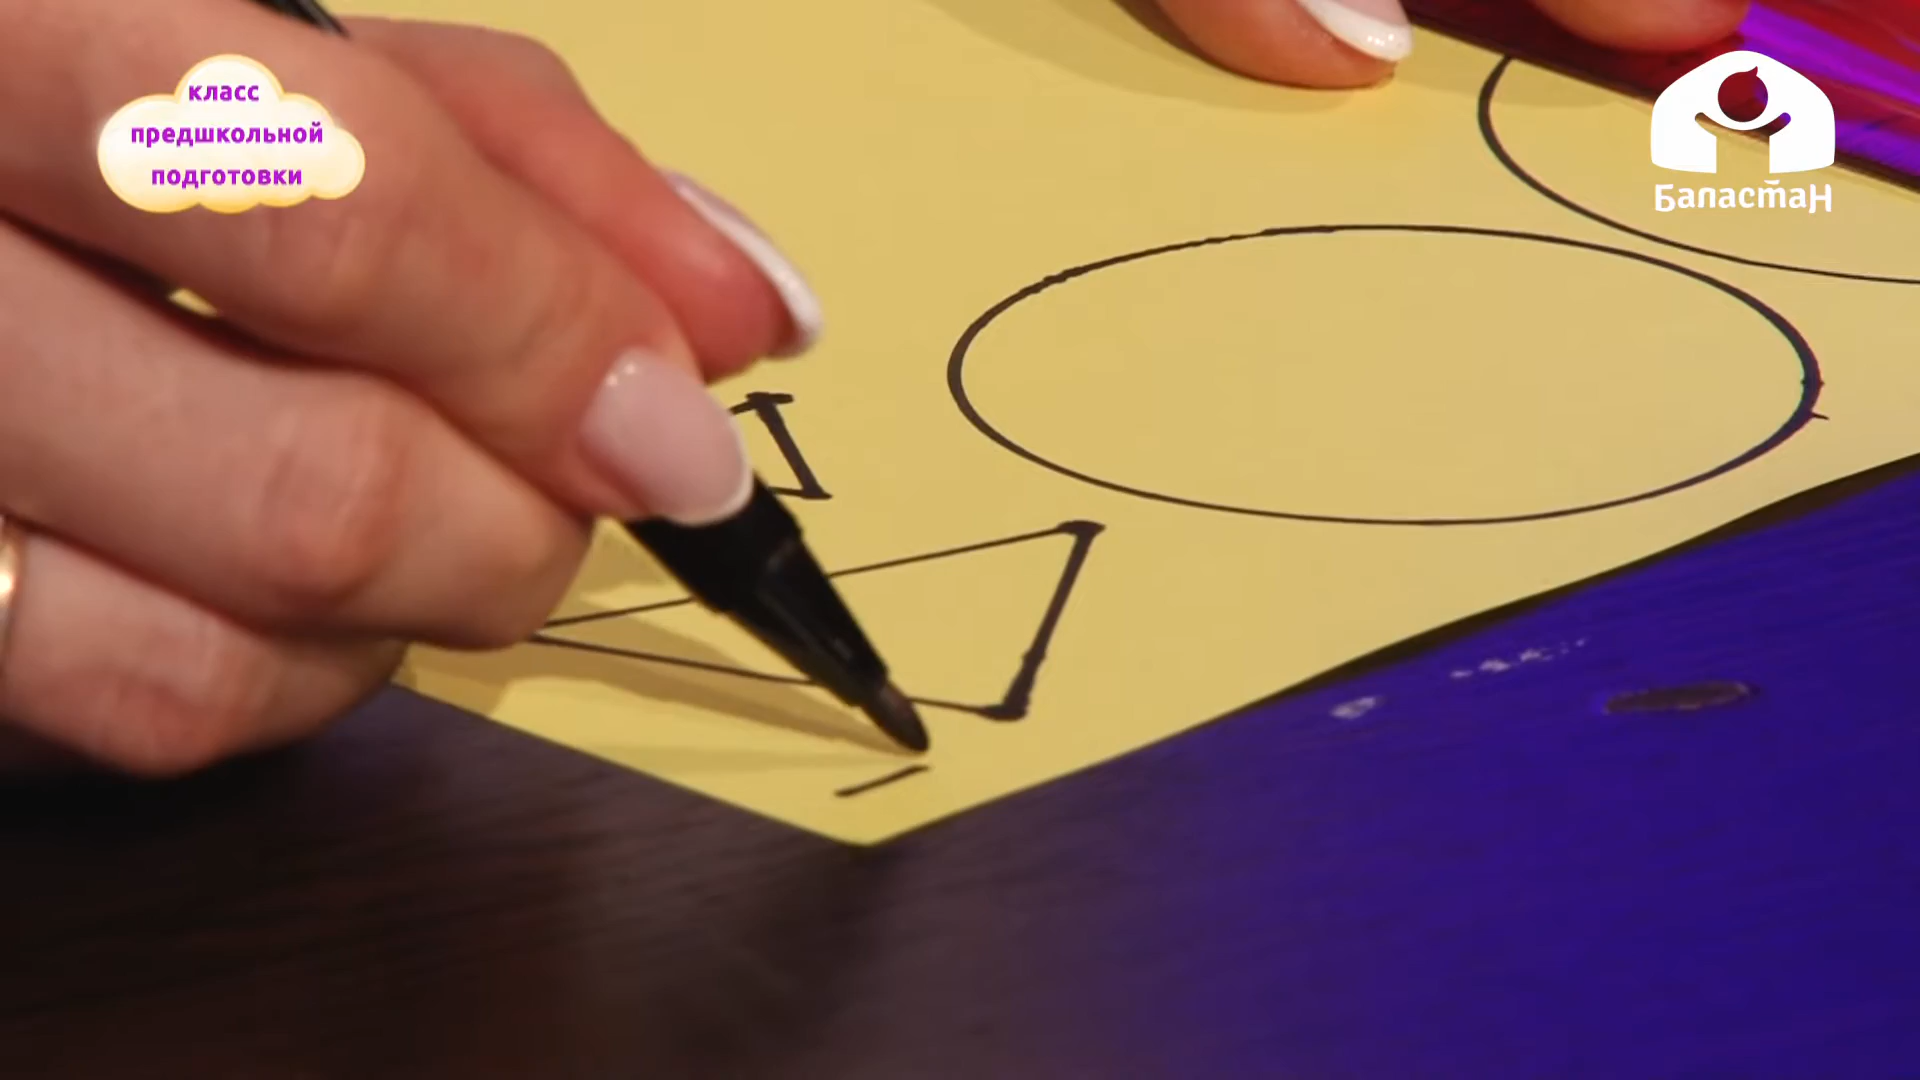 класс
предшкольной
подготовки
Баластан